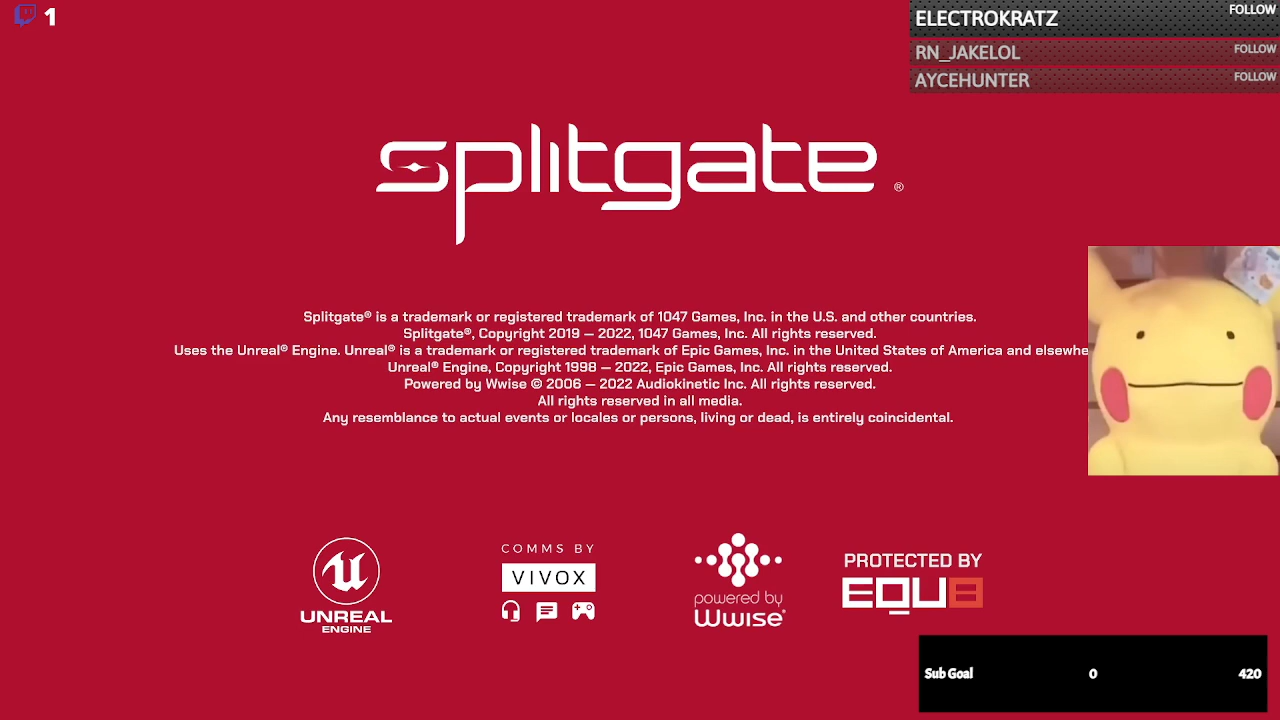 1
ELECTROKRATZ FOLLOW
RN_JAKELOL FOLLOW
AYCEHUNTER FOLLOW
splitgate ®
Splitgate® is a trademark or registered trademark of 1047 Games, Inc. in the U.S. and other countries.
Splitgate®, Copyright 2019 – 2022, 1047 Games, Inc. All rights reserved.
Uses the Unreal® Engine. Unreal® is a trademark or registered trademark of Epic Games, Inc. in the United States of America and elsewhe
Unreal® Engine, Copyright 1998 – 2022, Epic Games, Inc. All rights reserved.
Powered by Wwise © 2006 – 2022 Audiokinetic Inc. All rights reserved.
All rights reserved in all media.
Any resemblance to actual events or locales or persons, living or dead, is entirely coincidental.
UNREAL
ENGINE
COMMS BY
VIVOX
powered by
Wwise®
PROTECTED BY
EQU8
Sub Goal 0 420